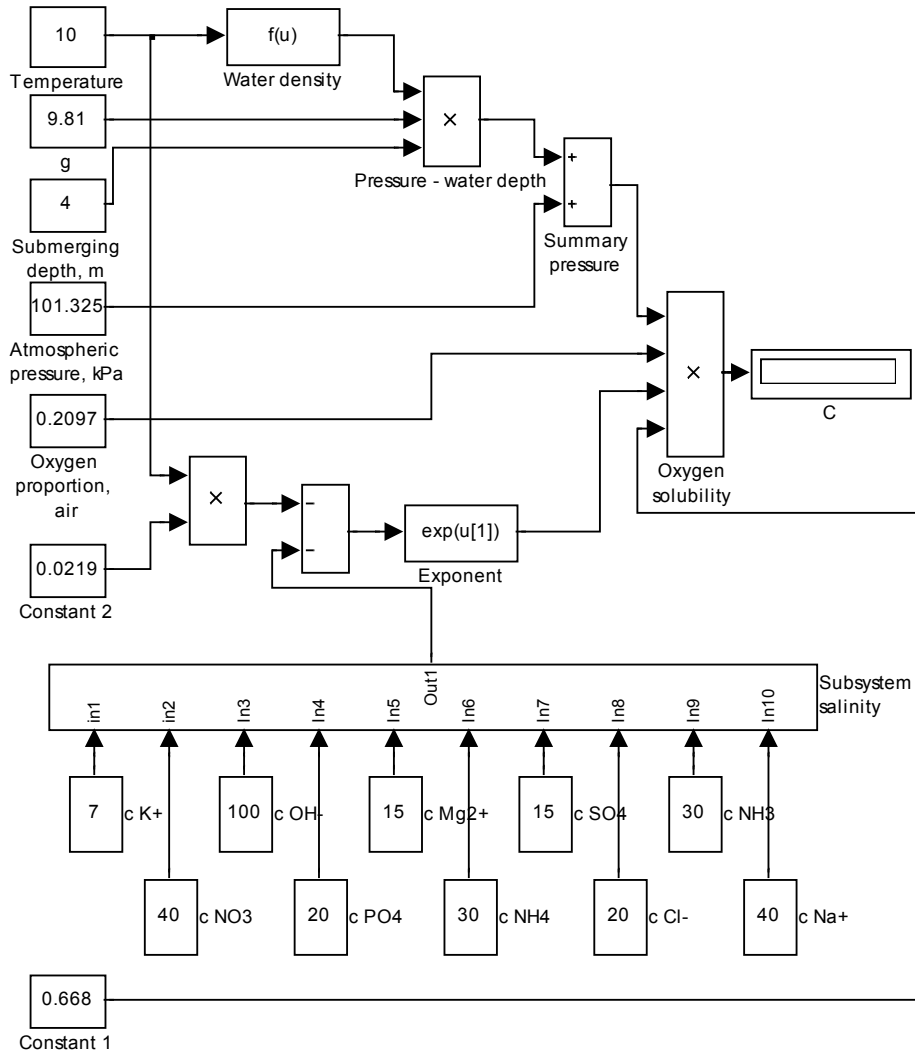 10
f(u)
Temperature
Water density
9.81
×
g
Pressure - water depth
4
+
+
Submerging
depth, m
Summary
pressure
101.325
Atmospheric
pressure, kPa
×
C
0.2097
Oxygen
proportion,
air
Oxygen
solubility
×
−
−
exp(u[1])
Exponent
0.0219
Constant 2
Out1
Subsystem
salinity
in1
in2
In3
In4
In5
In6
In7
In8
In9
In10
7
c K+
100
c OH-
15
c Mg2+
15
c SO4
30
c NH3
40
c NO3
20
c PO4
30
c NH4
20
c Cl-
40
c Na+
0.668
Constant 1